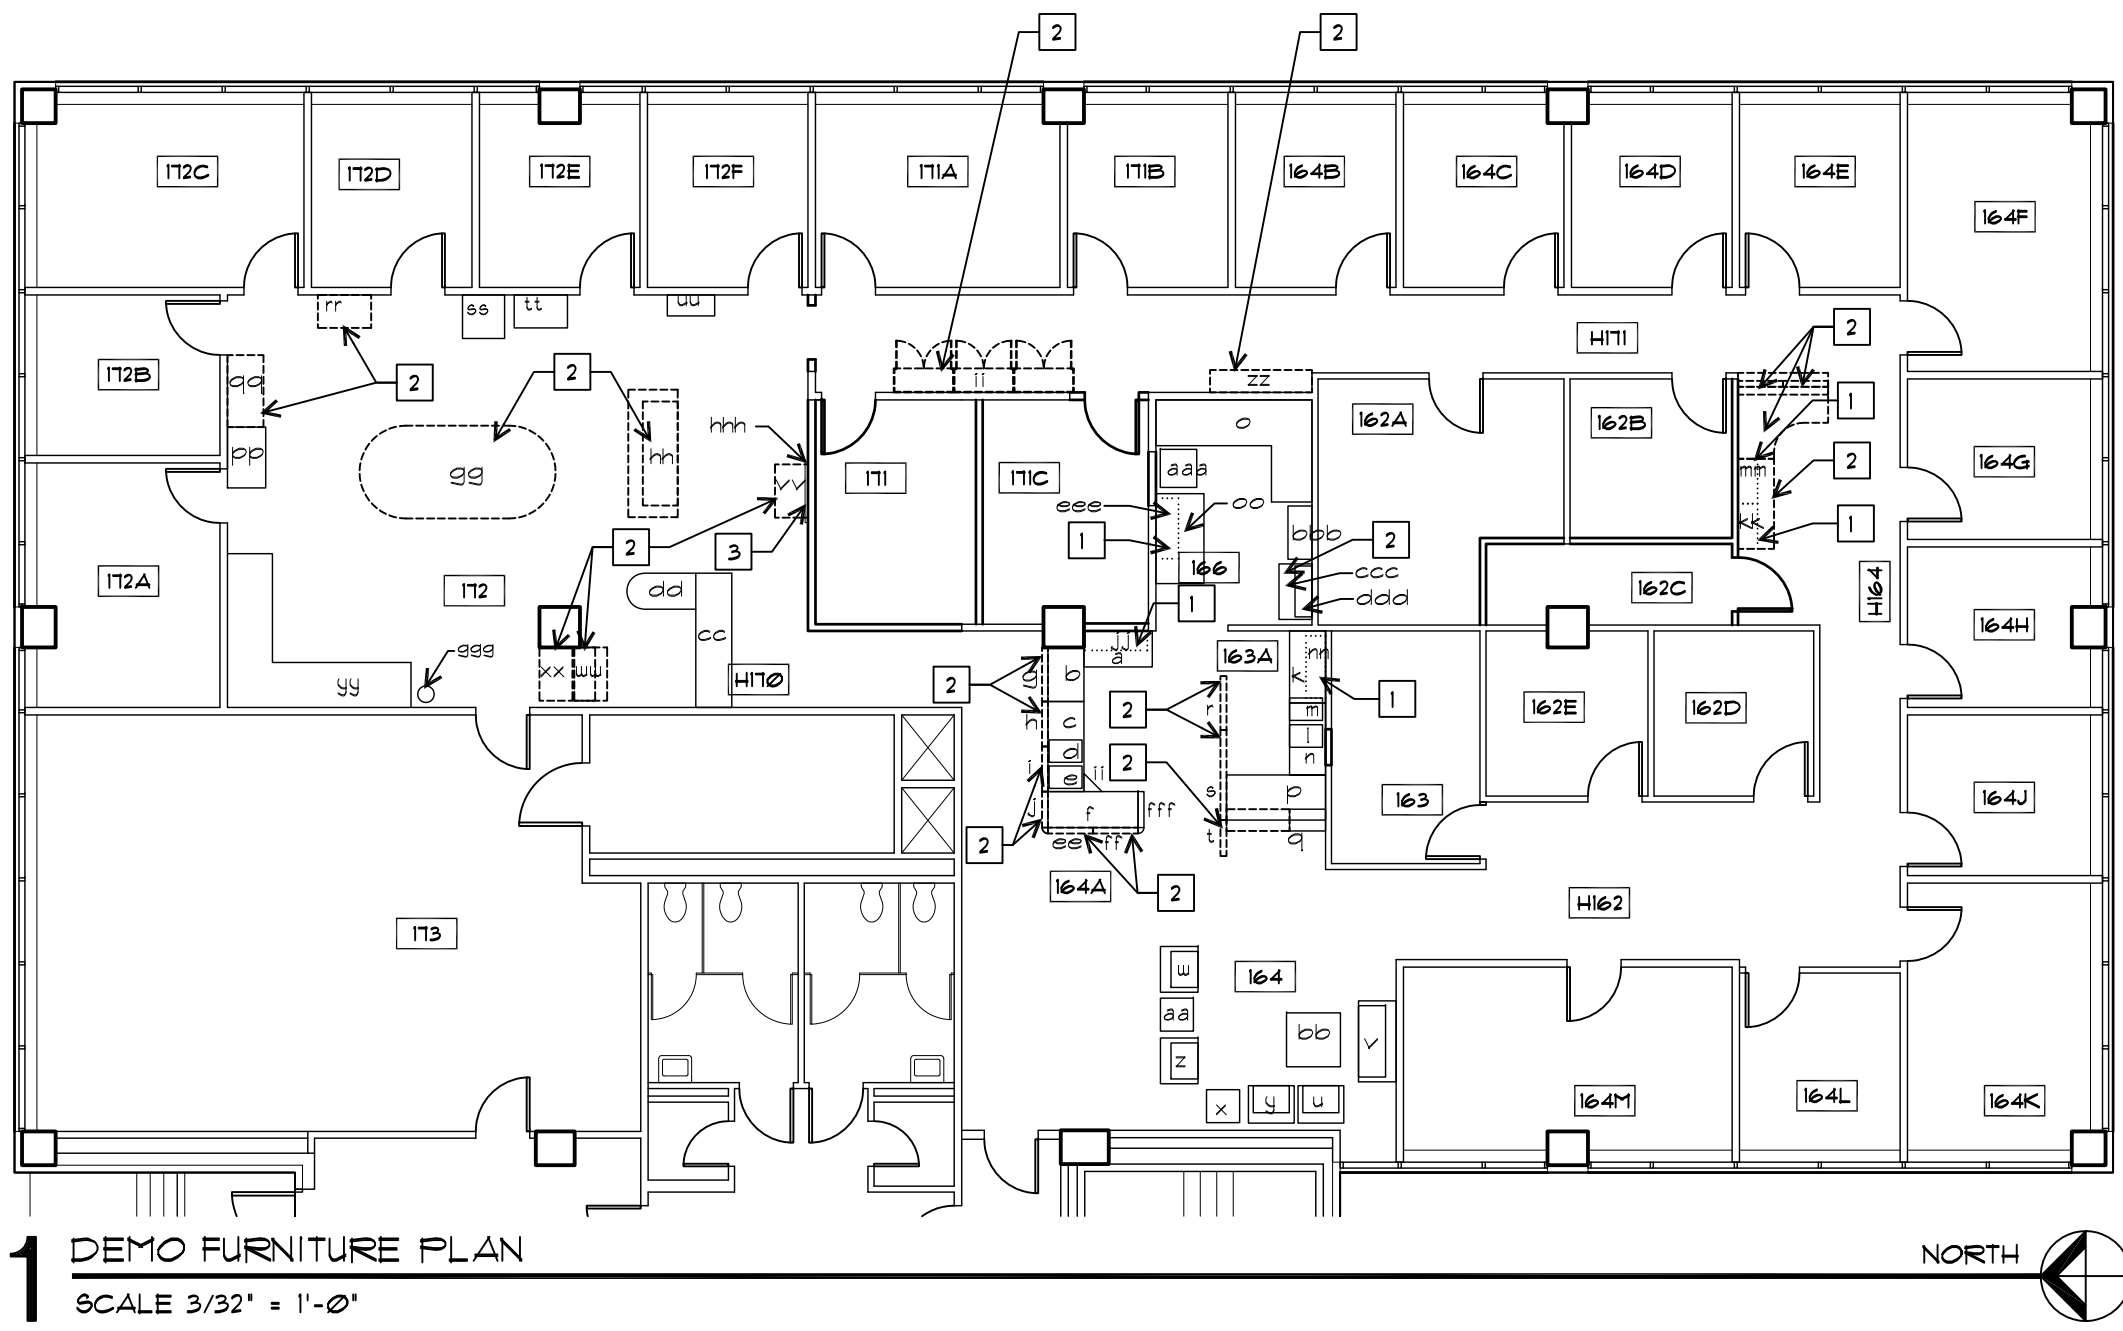 2
2
172C
172D
172E
172F
171A
171B
164B
164C
164D
164E
164F
rr
ss
tt
uu
H171
2
172B
qq
2
2
ii
zz
1
hhh
pp
gg
hh
vv
171
171C
o
162A
162B
aaa
mm
2
164G
eee
oo
1
bbb
2
kk
1
2
3
166
ccc
ddd
162C
H164
172A
172
dd
cc
1
164H
xx
ww
jj
a
163A
nn
ggg
yy
H170
2
g
b
k
1
h
c
2
r
m
162E
162D
d
l
i
e
ii
2
n
s
p
163
164J
j
f
fff
2
ee
ff
t
q
164A
2
H162
173
w
164
aa
bb
v
z
x
y
u
164M
164L
164K
1
DEMO FURNITURE PLAN
SCALE 3/32" = 1'-0"
NORTH